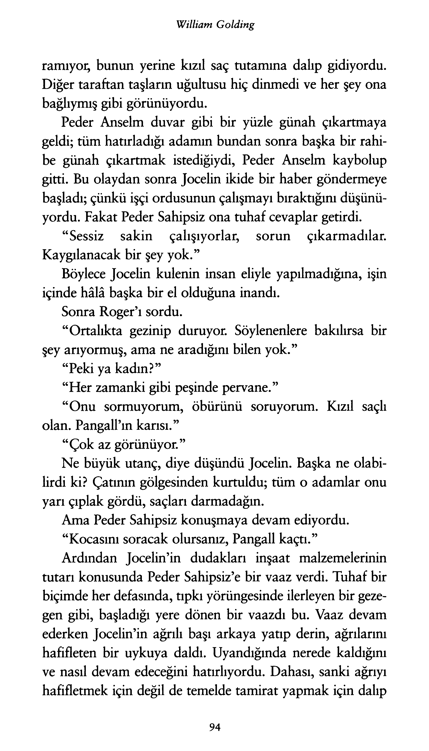 William Golding
ramıyor, bunun yerine kızıl saç tutamına dalıp gidiyordu.
Diğer taraftan taşların uğultusu hiç dinmedi ve her şey ona
bağlıymış gibi görünüyordu.
Peder Anselm duvar gibi bir yüzle günah çıkartmaya
geldi; tüm hatırladığı adamın bundan sonra başka bir rahi-
be günah çıkartmak istediğiydi, Peder Anselm kaybolup
gitti. Bu olaydan sonra Jocelin ikide bir haber göndermeye
başladı; çünkü işçi ordusunun çalışmayı bıraktığını düşünü-
yordu. Fakat Peder Sahipsiz ona tuhaf cevaplar getirdi.
“Sessiz sakin çalışıyorlar, sorun çıkarmadılar.
Kaygılanacak bir şey yok.”
Böylece Jocelin kulenin insan eliyle yapılmadığına, işin
içinde hâlâ başka bir el olduğuna inandı.
Sonra Roger’ı sordu.
“Ortalıkta gezinip duruyor. Söylenenlere bakılırsa bir
şey arıyormuş, ama ne aradığını bilen yok.”
“Peki ya kadın?”
“Her zamanki gibi peşinde pervane.”
“Onu sormuyorum, öbürünü soruyorum. Kızıl saçlı
olan. Pangall’ın karısı.”
“Çok az görünüyor.”
Ne büyük utanç, diye düşündü Jocelin. Başka ne olabi-
lirdi ki? Çatının gölgesinden kurtuldu; tüm o adamlar onu
yarı çıplak gördü, saçları darmadağın.
Ama Peder Sahipsiz konuşmaya devam ediyordu.
“Kocasını soracak olursanız, Pangall kaçtı.”
Ardından Jocelin’in dudakları inşaat malzemelerinin
tutarı konusunda Peder Sahipsiz’e bir vaaz verdi. Tuhaf bir
biçimde her defasında, tıpkı yörüngesinde ilerleyen bir geze-
gen gibi, başladığı yere dönen bir vaazdı bu. Vaaz devam
ederken Jocelin’in ağrılı başı arkaya yatıp derin, ağrılarını
hafifleten bir uykuya daldı. Uyandığında nerede kaldığını
ve nasıl devam edeceğini hatırlıyordu. Dahası, sanki ağrıyı
hafifletmek için değil de temelde tamirat yapmak için dalıp
94